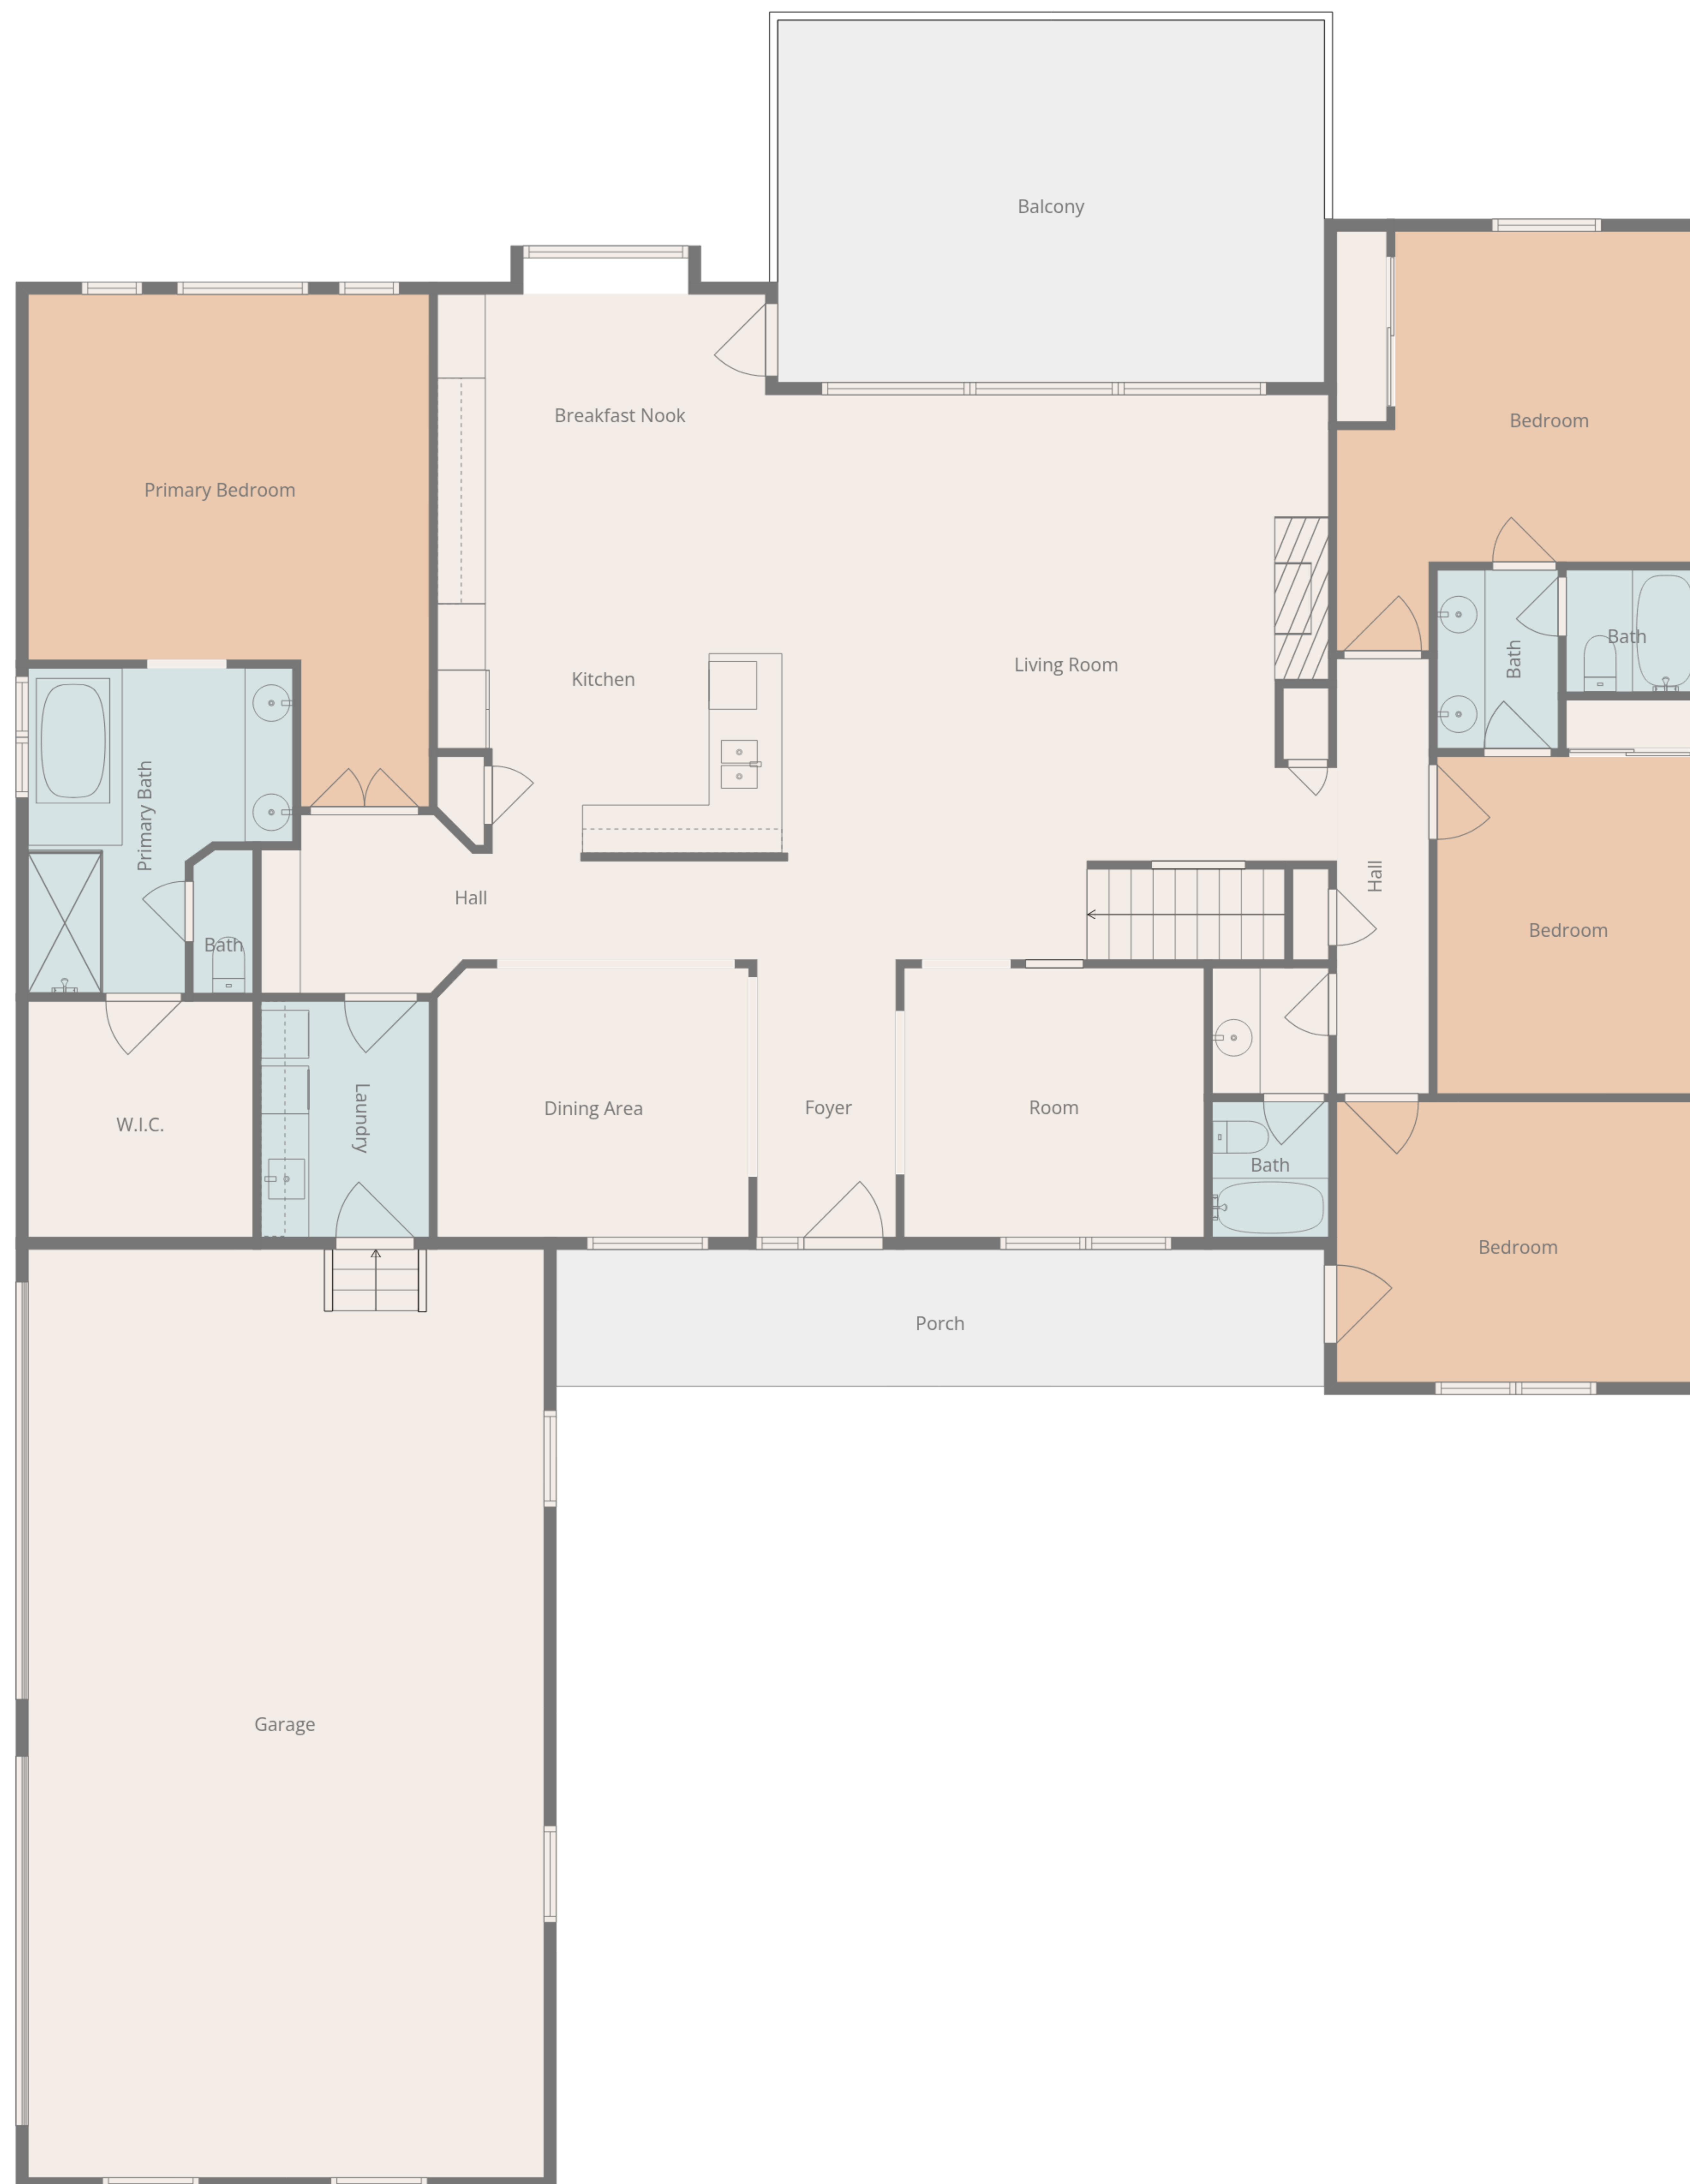 Balcony
Breakfast Nook
Bedroom
Primary Bedroom
Kitchen
Living Room
Bath
Bath
Primary Bath
Hall
Hall
Bath
Bedroom
W.I.C.
Laundry
Dining Area
Foyer
Room
Bath
Bedroom
Porch
Garage